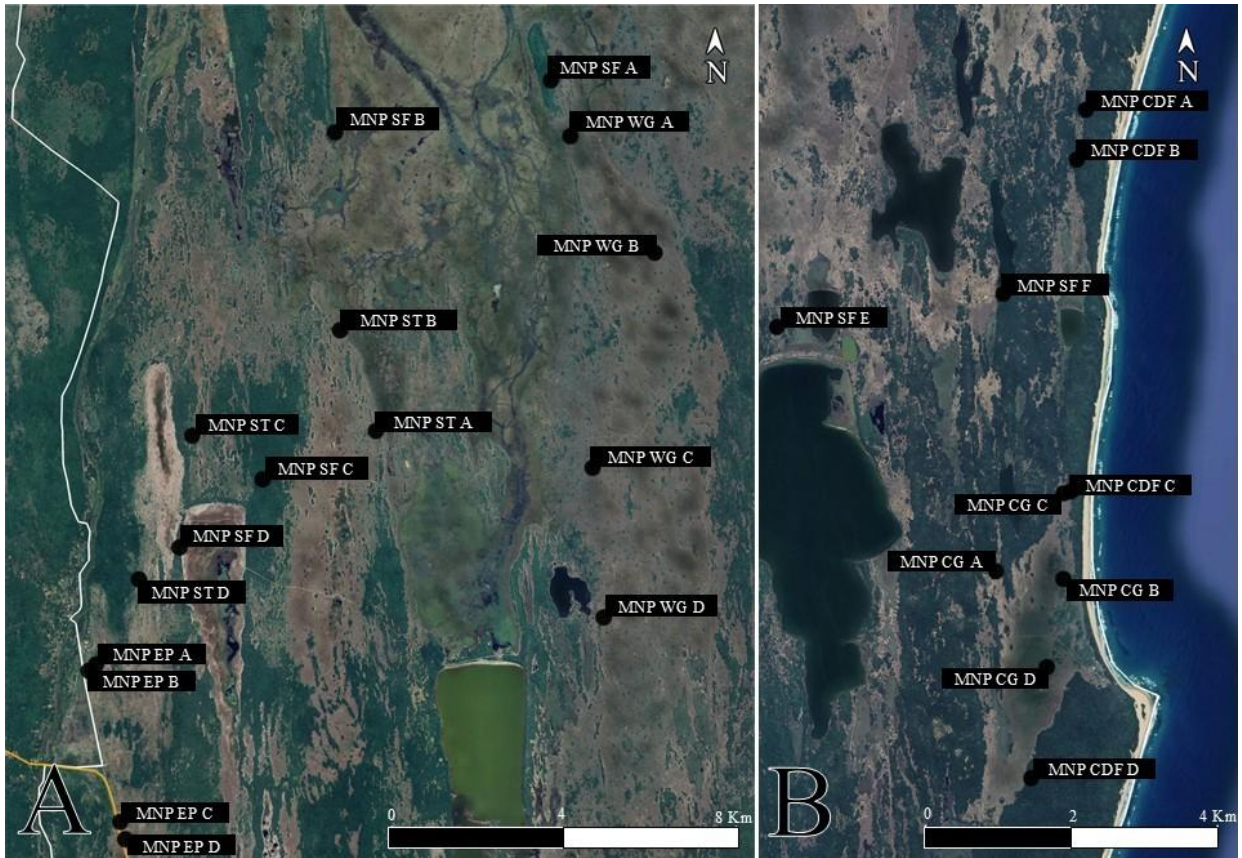 N
MNP SF A
MNP SF B
MNP WG A
MNP WG B
MNP ST B
MNP ST C
MNP ST A
MNP SF C
MNP WG C
MNP SF D
MNP ST D
MNP WG D
MNP EP A
MNP EP B
MNP EP C
MNP EP D
A
0 4 8 Km
N
MNP CDF A
MNP CDF B
MNP SF F
MNP SF E
MNP CDF C
MNP CG C
MNP CG A
MNP CG B
MNP CG D
MNP CDF D
B
0 2 4 Km